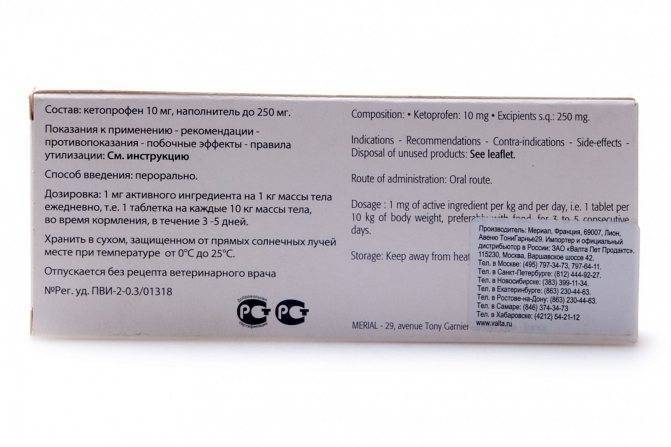 Состав: кетопрофен 10 мг, наполнитель до 250 мг.
Показания к применению - рекомендации -
противопоказания - побочные эффекты - правила
утилизации: См. инструкцию
Способ введения: перорально.
Дозировка: 1 мг активного ингредиента на 1 кг массы тела
ежедневно, т.е. 1 таблетка на каждые 10 кг массы тела,
во время кормления, в течение 3 -5 дней.
Хранить в сухом, защищенном от прямых солнечных лучей
месте при температуре от 0°С до 25°С.
Отпускается без рецепта ветеринарного врача
№Рег. уд. ПВИ-2-0.3/01318
Composition: • Ketoprofen: 10 mg • Excipients s.q.: 250 mg.
Indications - Recommendations - Contra-indications - Side-effects -
Disposal of unused products: See leaflet.
Route of administration: Oral route.
Dosage : 1 mg of active ingredient per kg and per day, i.e. 1 tablet per
10 kg of body weight, preferably with food, for 3 to 5 consecutive
days.
Storage: Keep away from heat
MERIAL - 29, avenue Tony Garnier
Производитель: Мериал, Франция, 69007, Лион,
Авеню ТониГарнье29. Импортер и официальный
дистрибьютор в России: ЗАО «Валта Пет Продактс».
115230, Москва, Варшавское шоссе 42.
Тел. в Москве: (495) 797-34-73, 797-64-11.
Тел. в Санкт-Петербурге: (812) 444-92-27.
Тел. в Новосибирске: (383) 399-11-34.
Тел. в Екатеринбурге: (863) 230-44-63.
Тел. в Ростове-на-Дону: (863) 230-44-63.
Тел. в Самаре: (846) 374-34-73
Тел. в Хабаровске: (4212) 54-21-12
www.valta.ru